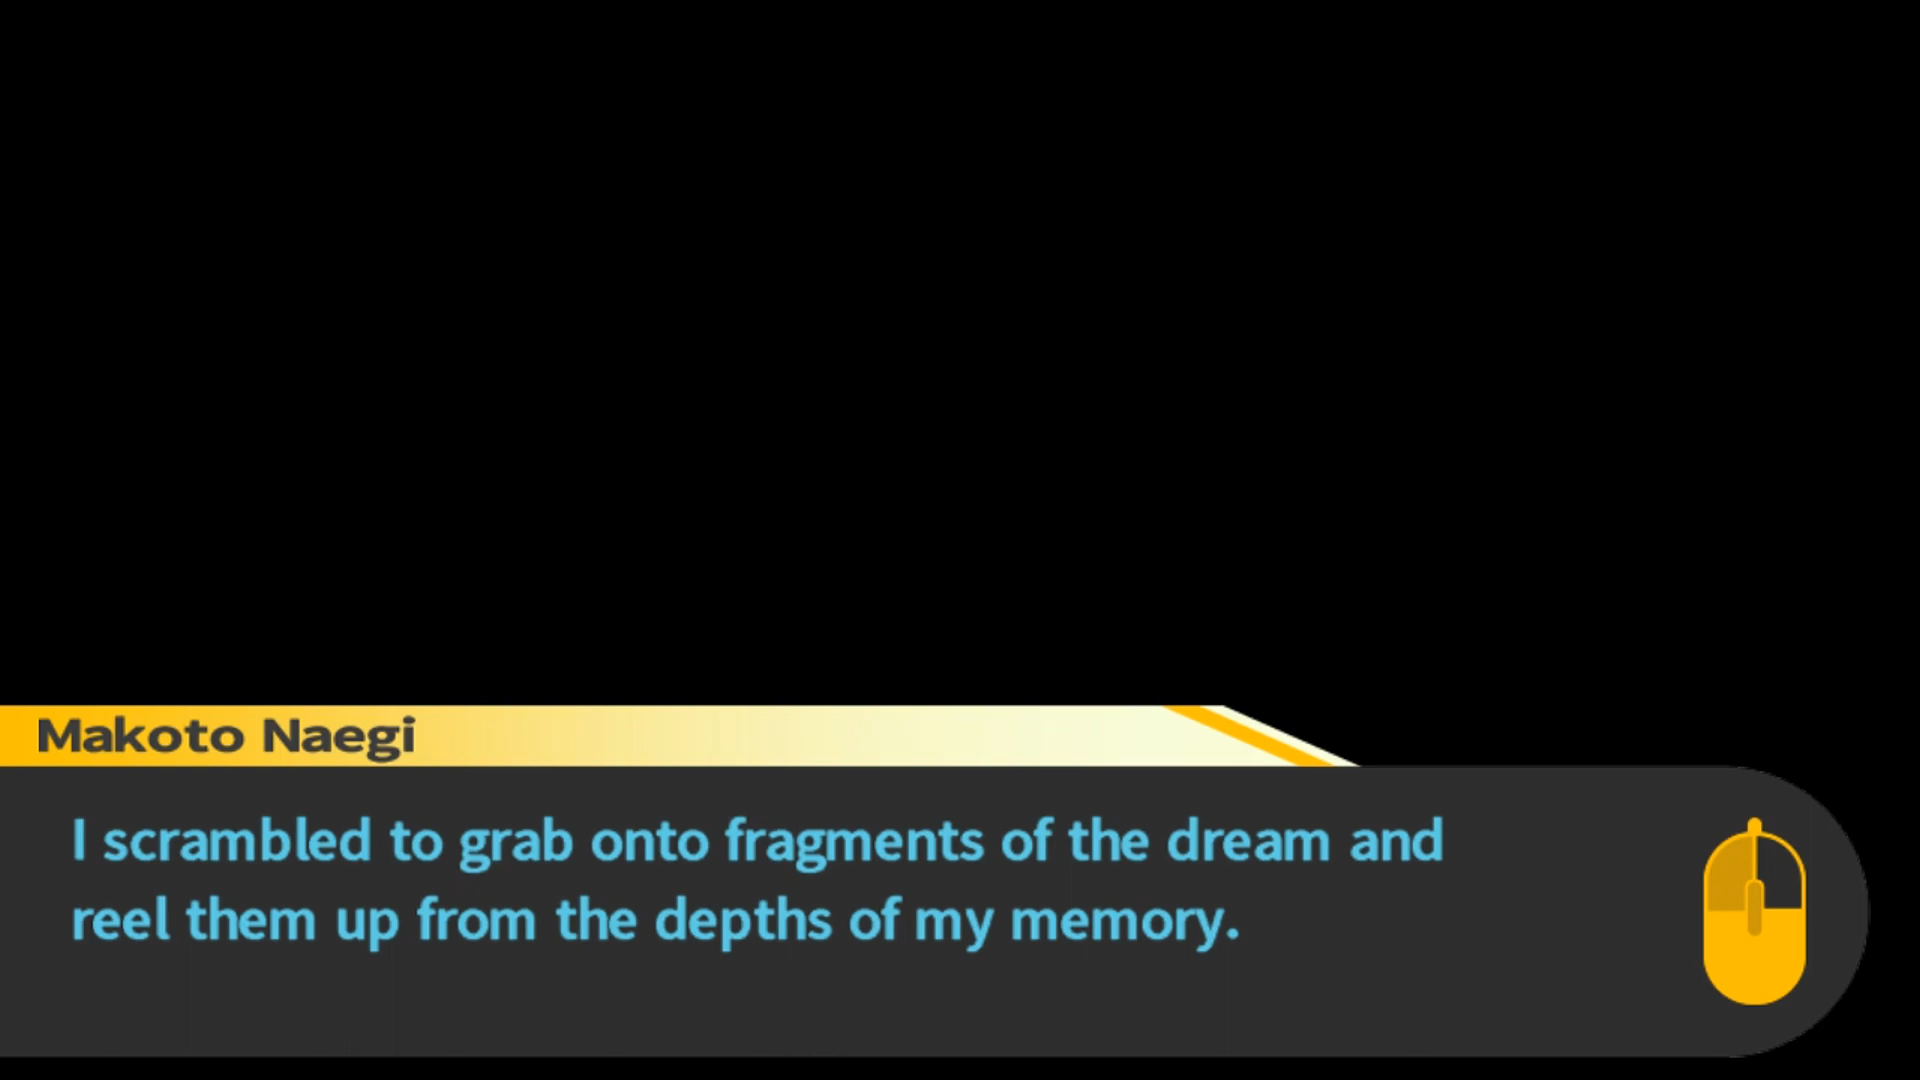 Makoto Naegi
I scrambled to grab onto fragments of the dream and
reel them up from the depths of my memory.